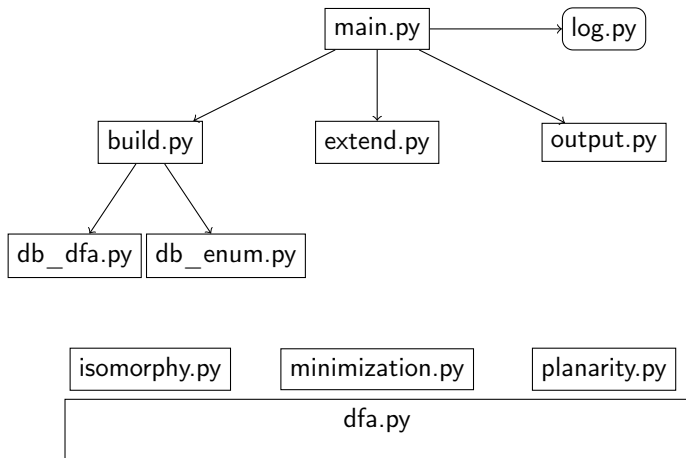 main.py
log.py
build.py
extend.py
output.py
db_dfa.py
db_enum.py
isomorphy.py
minimization.py
planarity.py
dfa.py